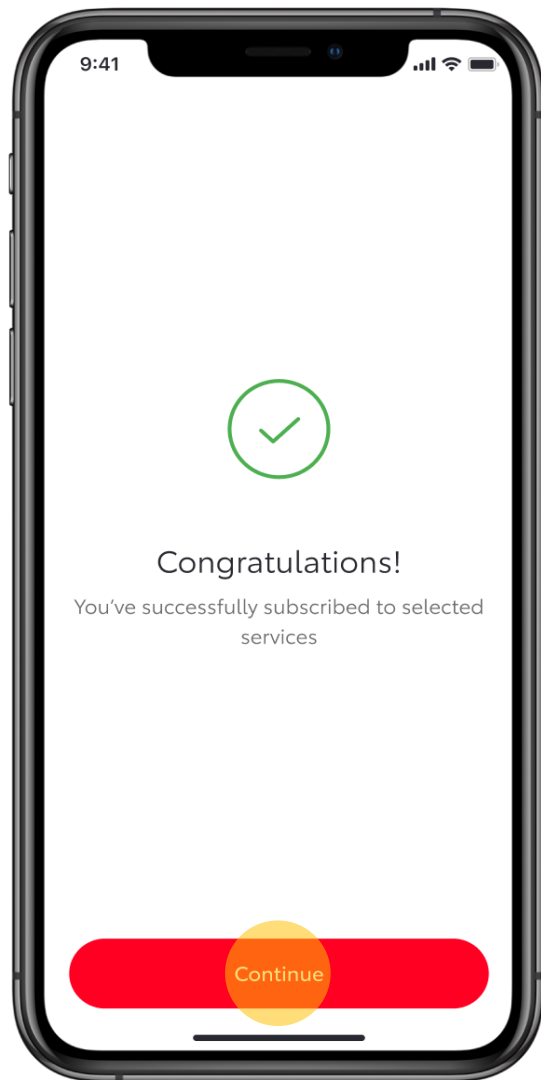 9:41
Congratulations!
You've successfully subscribed to selected
services
Continue